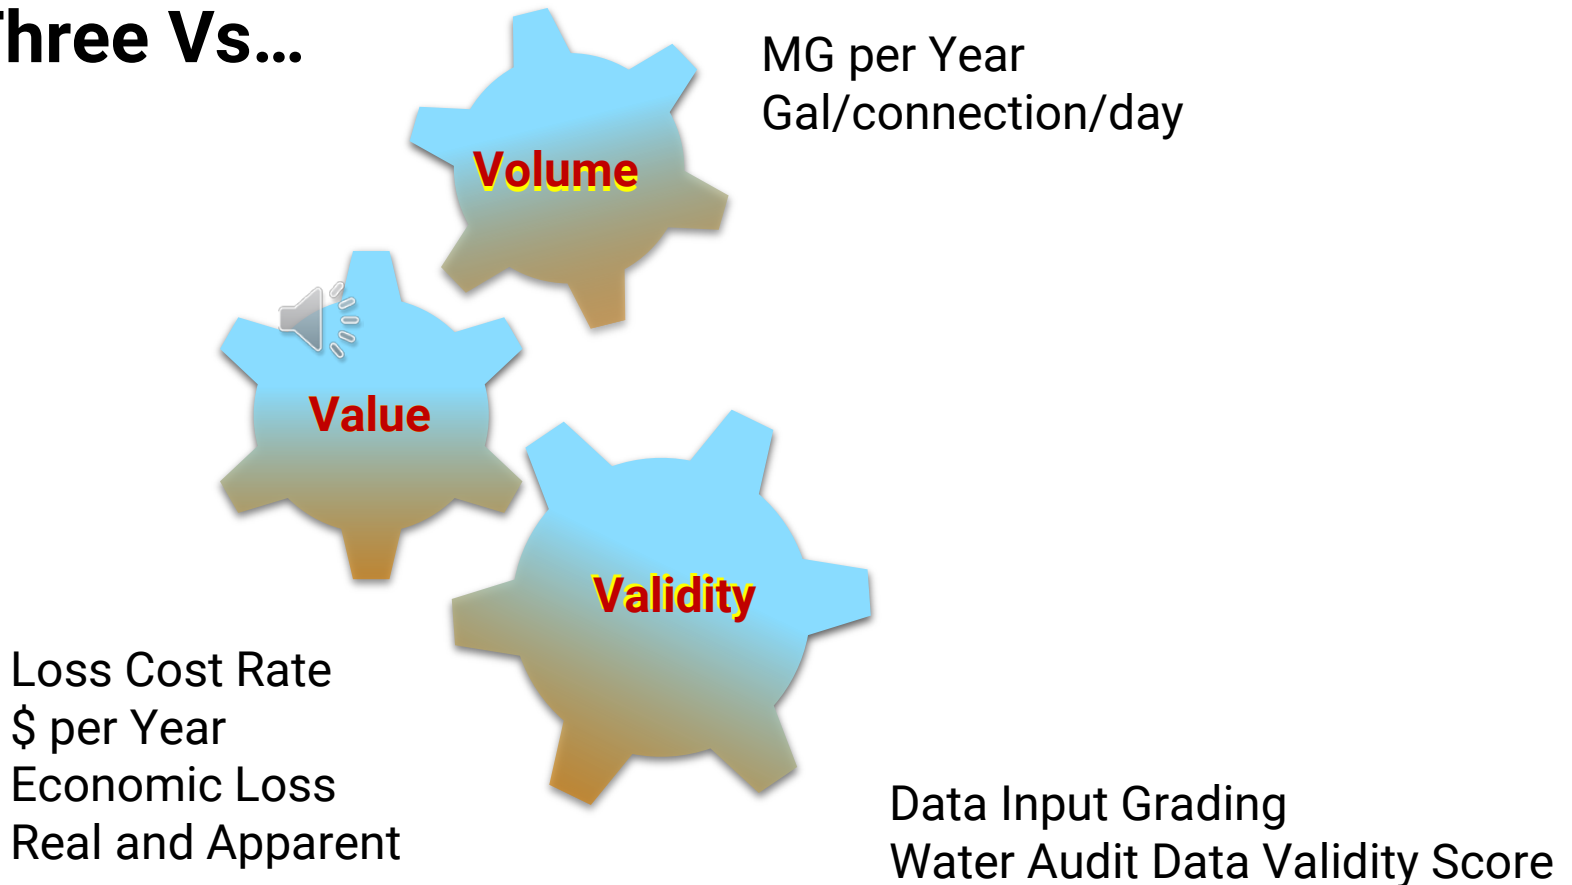 Three Vs...
MG per Year
Gal/connection/day
Volume
Value
Validity
Loss Cost Rate
$ per Year
Economic Loss
Real and Apparent
Data Input Grading
Water Audit Data Validity Score